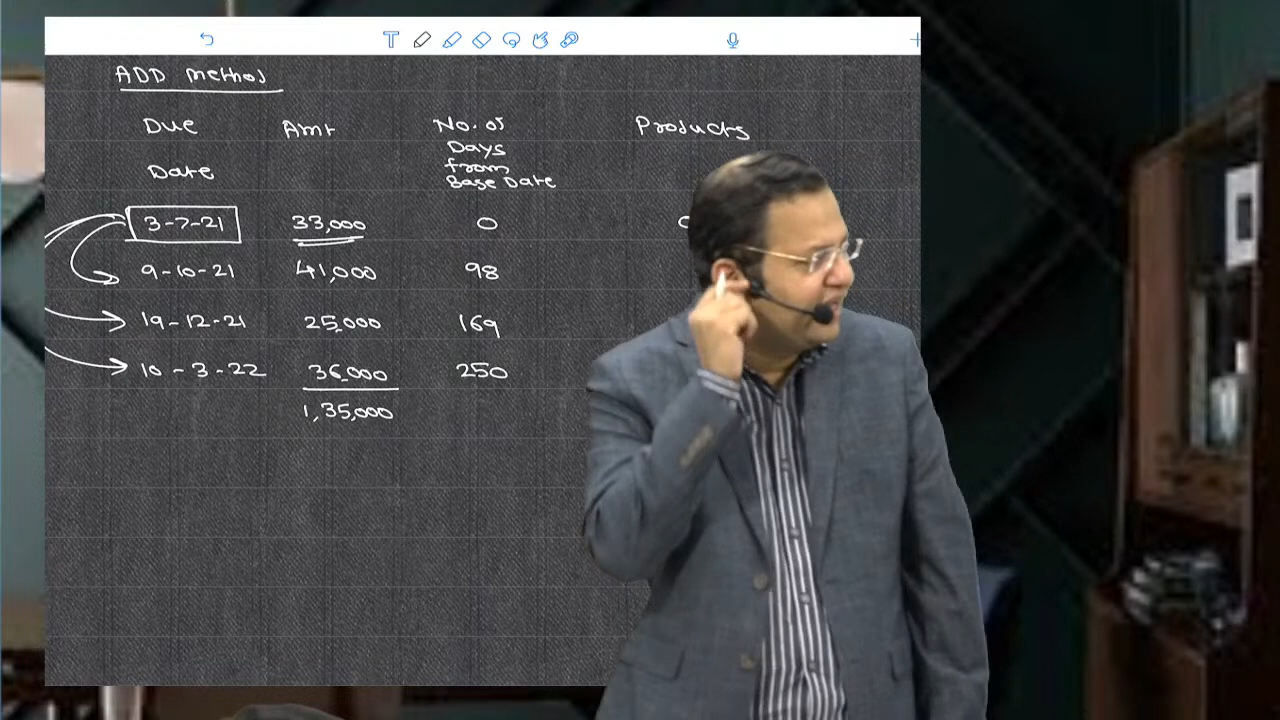 ADD Method
Due Amt No. of Products
Date Days
from
Base Date
3-7-21 33,000 0 0
9-10-21 41,000 98
19-12-21 25,000 169
10-3-22 36,000 250
1,35,000